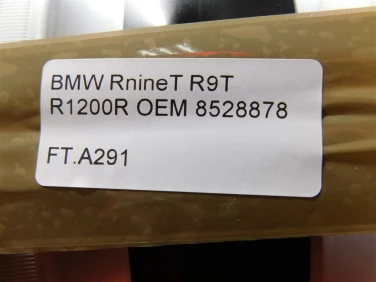 BMW RnineT R9T
R1200R OEM 8528878
FT.A291